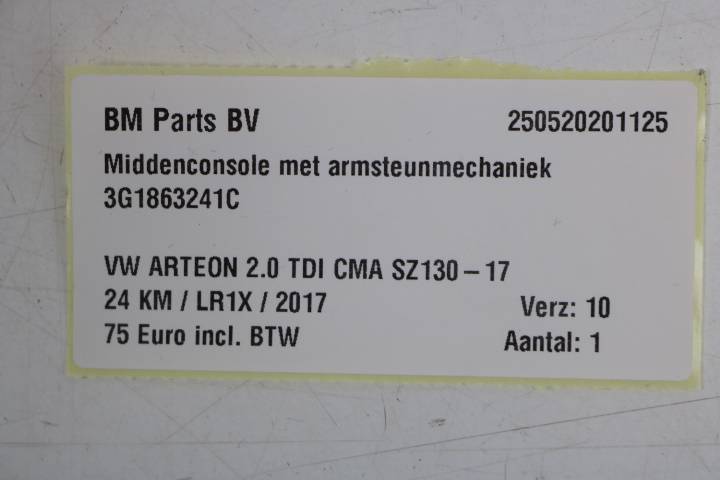 BM Parts BV 250520201125
Middenconsole met armsteunmechaniek
3G1863241C
VW ARTEON 2.0 TDI CMA SZ130 – 17
24 KM / LR1X / 2017 Verz: 10
75 Euro incl. BTW Aantal: 1